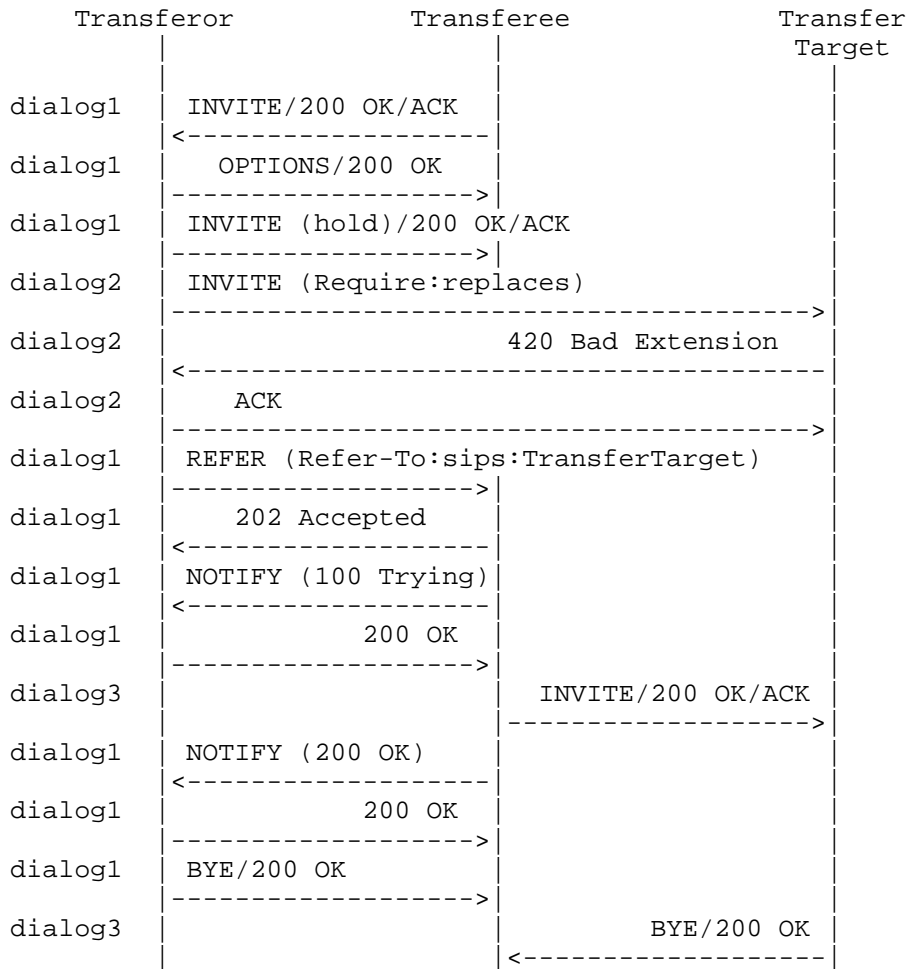 Transferor Transferee Transfer
Target
dialog1 INVITE/200 OK/ACK
dialog1 OPTIONS/200 OK
dialog1 INVITE (hold)/200 OK/ACK
dialog2 INVITE (Require:replaces)
dialog2 420 Bad Extension
dialog2 ACK
dialog1 REFER (Refer-To:sips:TransferTarget)
dialog1 202 Accepted
dialog1 NOTIFY (100 Trying)
dialog1 200 OK
dialog3 INVITE/200 OK/ACK
dialog1 NOTIFY (200 OK)
dialog1 200 OK
dialog1 BYE/200 OK
dialog3 BYE/200 OK